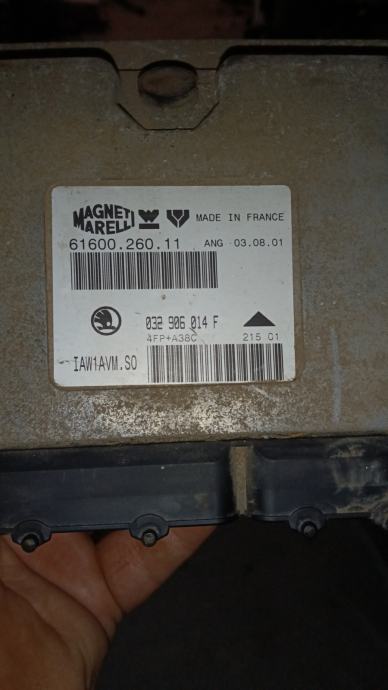 MAGNETI MARELLI
MADE IN FRANCE
61600.260.11 ANG 03.08.01
032 906 014 F
4FP+A38C 215 01
IAW1AVM.S0